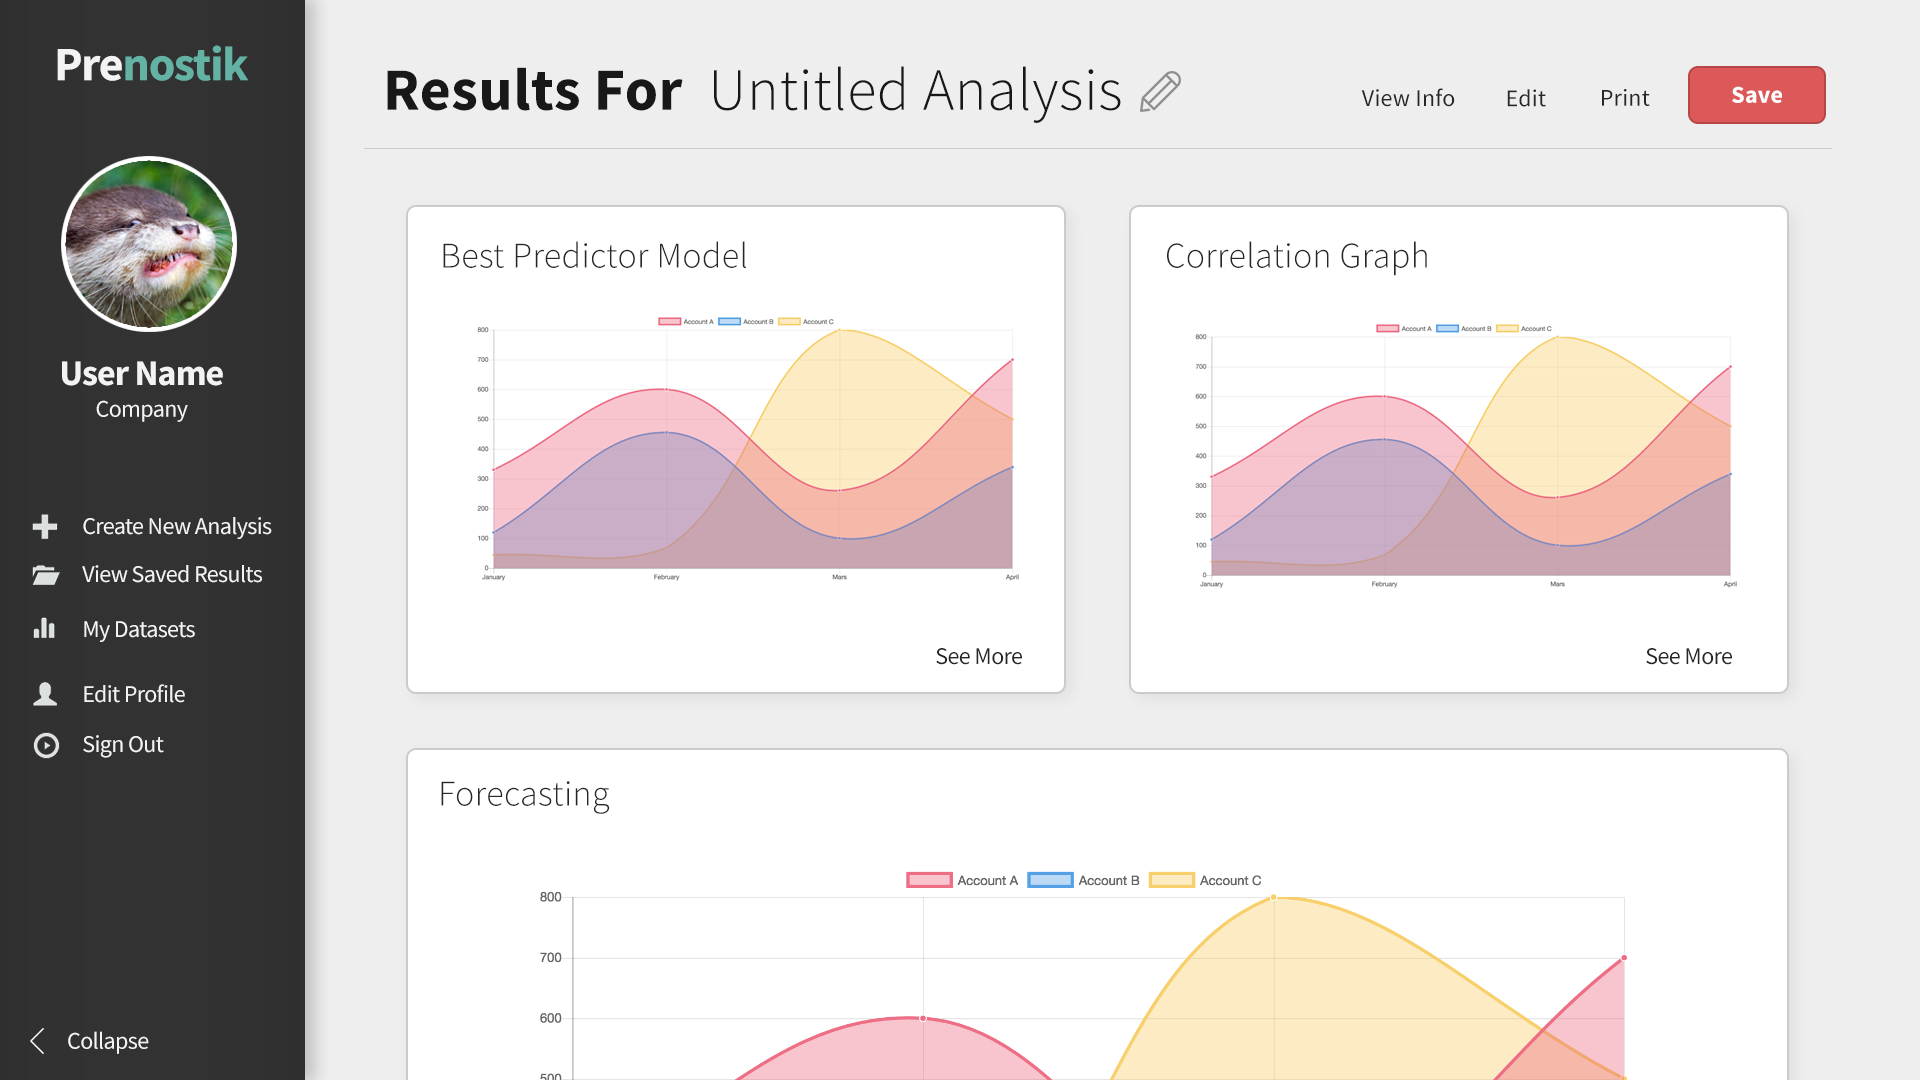 Prenostik
User Name
Company
Create New Analysis
View Saved Results
My Datasets
Edit Profile
Sign Out
Collapse
Results For Untitled Analysis
View Info Edit Print Save
Best Predictor Model
Account A Account B Account C
800
700
600
500
400
300
200
100
0
January February Mars April
See More
Correlation Graph
Account A Account B Account C
800
700
600
500
400
300
200
100
0
January February Mars April
See More
Forecasting
Account A Account B Account C
800
700
600
500